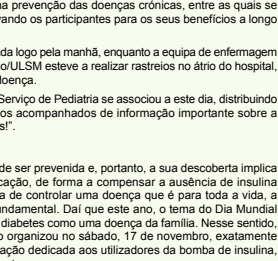 na prevenção das doenças crónicas, entre as quais se
vando os participantes para os seus benefícios a longo
da logo pela manhã, enquanto a equipa de enfermagem
o/ULSM esteve a realizar rastreios no átrio do hospital,
doença.
Serviço de Pediatria se associou a este dia, distribuindo
os acompanhados de informação importante sobre a
s!".
de ser prevenida e, portanto, a sua descoberta implica
cação, de forma a compensar a ausência de insulina
a de controlar uma doença que é para toda a vida, a
undamental. Daí que este ano, o tema do Dia Mundial
diabetes como uma doença da família. Nesse sentido,
o organizou no sábado, 17 de novembro, exatamente
ação dedicada aos utilizadores da bomba de insulina,